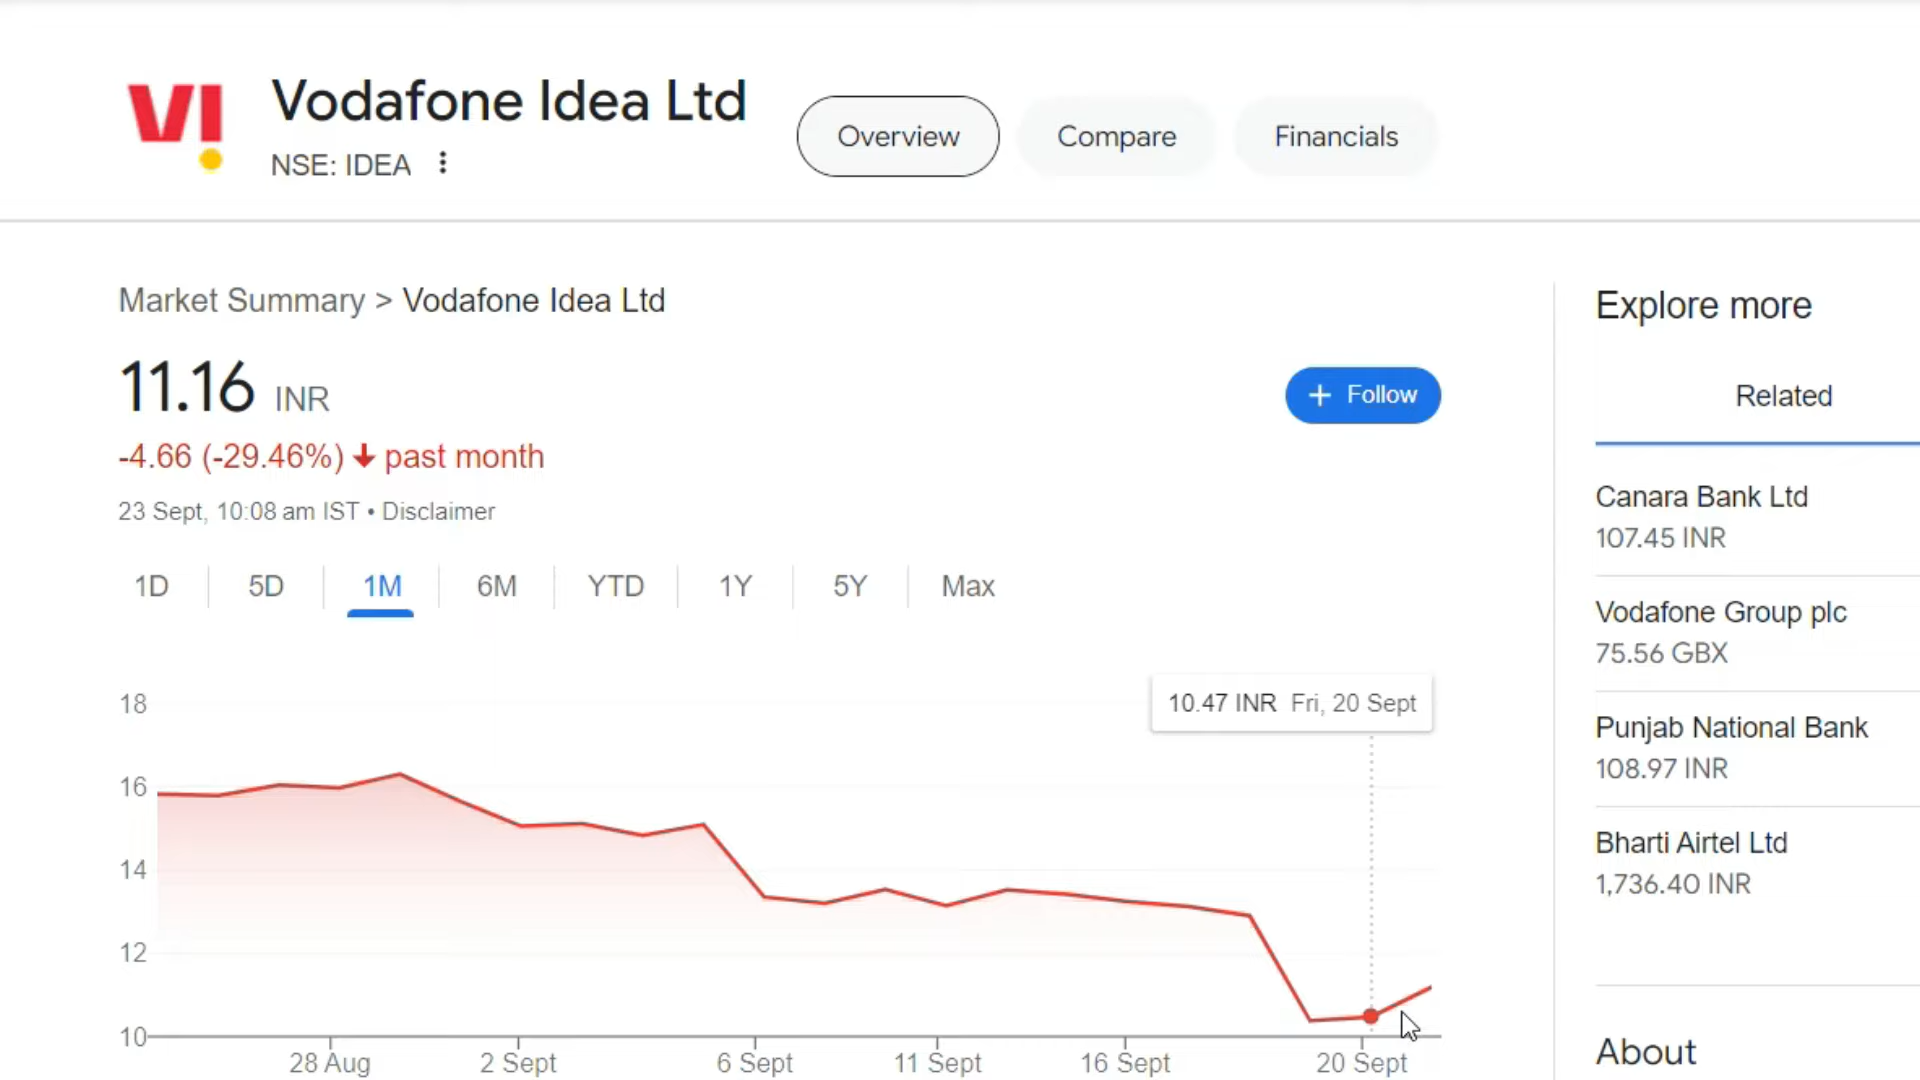 VI
Vodafone Idea Ltd
NSE: IDEA
Overview
Compare
Financials
Market Summary > Vodafone Idea Ltd
11.16 INR
+ Follow
-4.66 (-29.46%) ↓ past month
23 Sept, 10:08 am IST • Disclaimer
1D 5D 1M 6M YTD 1Y 5Y Max
10.47 INR Fri, 20 Sept
18
16
14
12
10
28 Aug 2 Sept 6 Sept 11 Sept 16 Sept 20 Sept
Explore more
Related
Canara Bank Ltd
107.45 INR
Vodafone Group plc
75.56 GBX
Punjab National Bank
108.97 INR
Bharti Airtel Ltd
1,736.40 INR
About